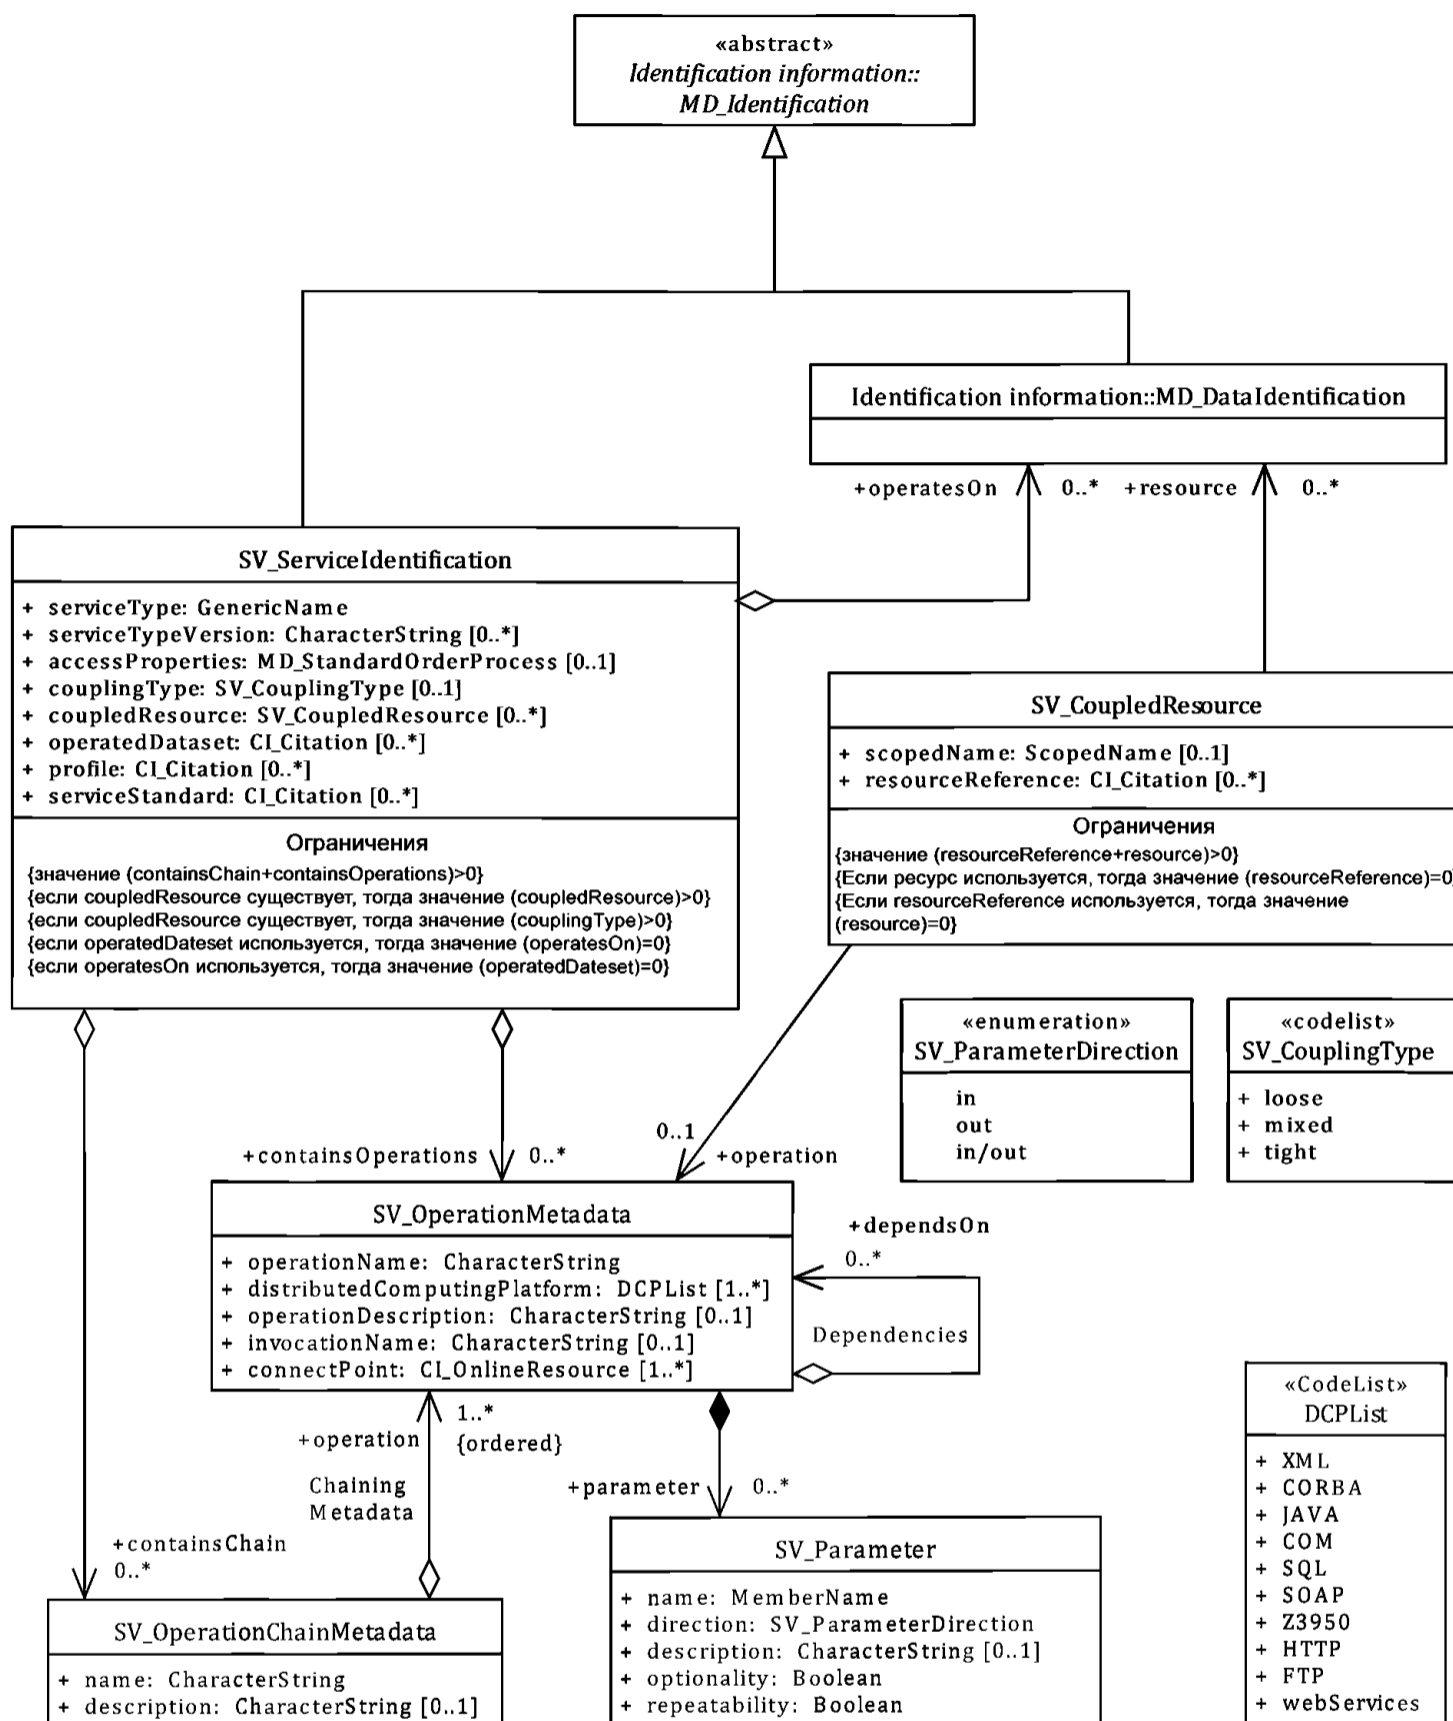 «abstract»
Identification information::
MD_Identification
Identification information::MD_DataIdentification
+operatesOn 0..* +resource 0..*
SV_ServiceIdentification
+ serviceType: GenericName
+ serviceTypeVersion: CharacterString [0..*]
+ accessProperties: MD_StandardOrderProcess [0..1]
+ couplingType: SV_CouplingType [0..1]
+ coupledResource: SV_CoupledResource [0..*]
+ operatedDataset: CI_Citation [0..*]
+ profile: CI_Citation [0..*]
+ serviceStandard: CI_Citation [0..*]
Ограничения
{значение (containsChain+containsOperations)>0}
{если coupledResource существует, тогда значение (coupledResource)>0}
{если coupledResource существует, тогда значение (couplingType)>0}
{если operatedDateset используется, тогда значение (operatesOn)=0}
{если operatesOn используется, тогда значение (operatedDateset)=0}
SV_CoupledResource
+ scopedName: ScopedName [0..1]
+ resourceReference: CI_Citation [0..*]
Ограничения
{значение (resourceReference+resource)>0}
{Если ресурс используется, тогда значение (resourceReference)=0}
{Если resourceReference используется, тогда значение
(resource)=0}
«enumeration»
SV_ParameterDirection
in
out
in/out
«codelist»
SV_CouplingType
+ loose
+ mixed
+ tight
+containsOperations 0..*
0..1
+operation
SV_OperationMetadata
+ operationName: CharacterString
+ distributedComputingPlatform: DCPList [1..*]
+ operationDescription: CharacterString [0..1]
+ invocationName: CharacterString [0..1]
+ connectPoint: CI_OnlineResource [1..*]
+dependsOn
0..*
Dependencies
+operation
1..*
{ordered}
Chaining
Metadata
+parameter 0..*
+containsChain
0..*
SV_OperationChainMetadata
+ name: CharacterString
+ description: CharacterString [0..1]
SV_Parameter
+ name: MemberName
+ direction: SV_ParameterDirection
+ description: CharacterString [0..1]
+ optionality: Boolean
+ repeatability: Boolean
«CodeList»
DCPList
+ XML
+ CORBA
+ JAVA
+ COM
+ SQL
+ SOAP
+ Z3950
+ HTTP
+ FTP
+ webServices